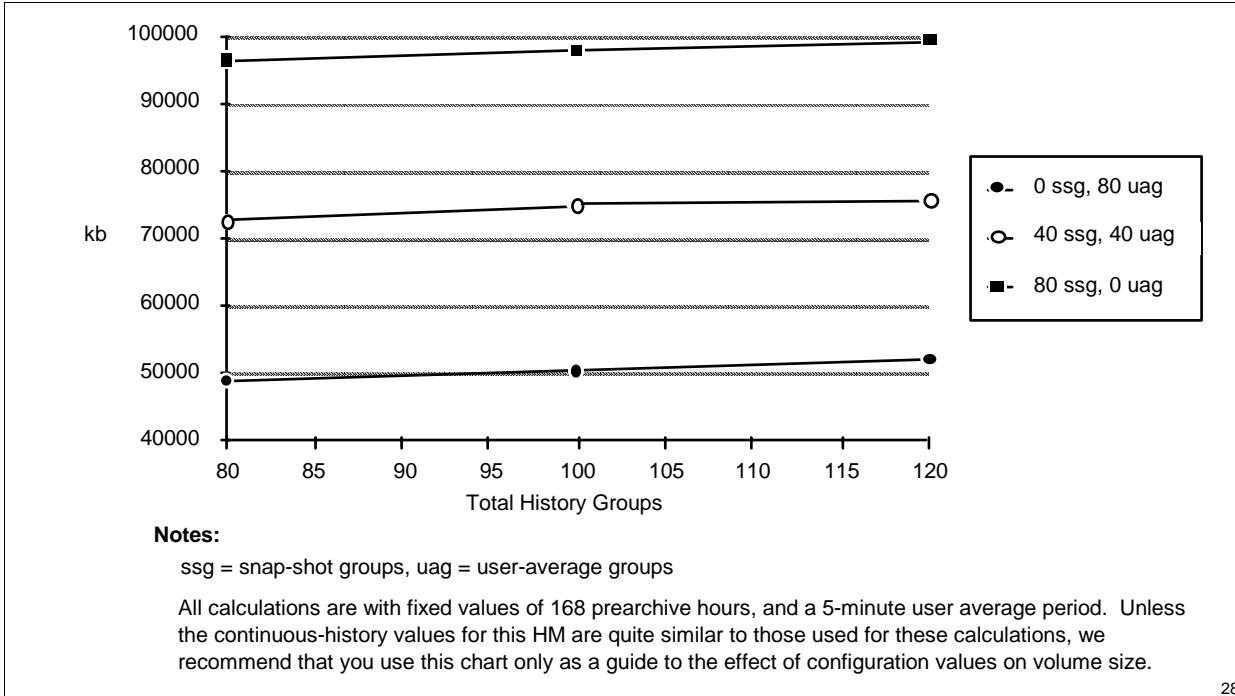 100000
90000
80000
70000
60000
50000
40000
kb
80 85 90 95 100 105 110 115 120
Total History Groups
0 ssg, 80 uag
40 ssg, 40 uag
80 ssg, 0 uag
Notes:
ssg = snap-shot groups, uag = user-average groups
All calculations are with fixed values of 168 prearchive hours, and a 5-minute user average period. Unless
the continuous-history values for this HM are quite similar to those used for these calculations, we
recommend that you use this chart only as a guide to the effect of configuration values on volume size.